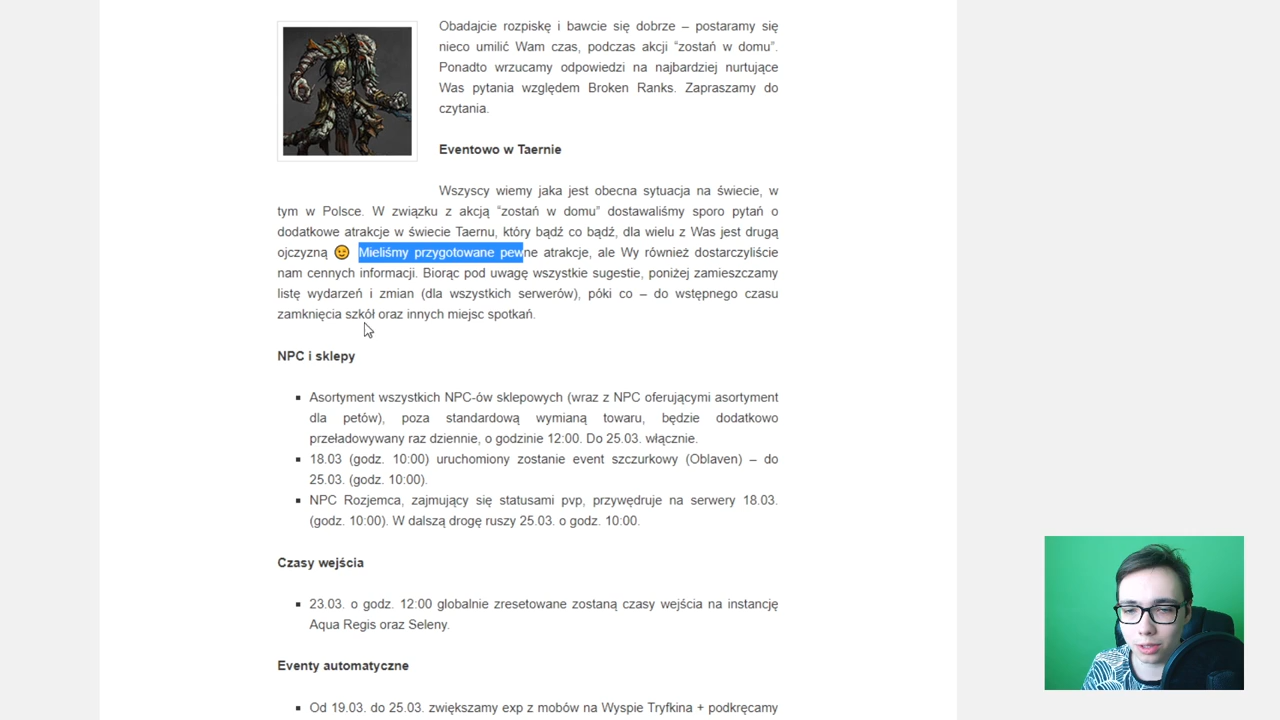 Obadajcie rozpiskę i bawcie się dobrze – postaramy się
nieco umilić Wam czas, podczas akcji “zostań w domu”.
Ponadto wrzucamy odpowiedzi na najbardziej nurtujące
Was pytania względem Broken Ranks. Zapraszamy do
czytania.
Eventowo w Taernie
Wszyscy wiemy jaka jest obecna sytuacja na świecie, w
tym w Polsce. W związku z akcją “zostań w domu” dostawaliśmy sporo pytań o
dodatkowe atrakcje w świecie Taernu, który bądź co bądź, dla wielu z Was jest drugą
ojczyzną 😉 Mieliśmy przygotowane pewne atrakcje, ale Wy również dostarczyliście
nam cennych informacji. Biorąc pod uwagę wszystkie sugestie, poniżej zamieszczamy
listę wydarzeń i zmian (dla wszystkich serwerów), póki co – do wstępnego czasu
zamknięcia szkół oraz innych miejsc spotkań.
NPC i sklepy
▪ Asortyment wszystkich NPC-ów sklepowych (wraz z NPC oferującymi asortyment
dla petów), poza standardową wymianą towaru, będzie dodatkowo
przeładowywany raz dziennie, o godzinie 12:00. Do 25.03. włącznie.
▪ 18.03 (godz. 10:00) uruchomiony zostanie event szczurkowy (Oblaven) – do
25.03. (godz. 10:00).
▪ NPC Rozjemca, zajmujący się statusami pvp, przywędruje na serwery 18.03.
(godz. 10:00). W dalszą drogę ruszy 25.03. o godz. 10:00.
Czasy wejścia
▪ 23.03. o godz. 12:00 globalnie zresetowane zostaną czasy wejścia na instancję
Aqua Regis oraz Seleny.
Eventy automatyczne
▪ Od 19.03. do 25.03. zwiększamy exp z mobów na Wyspie Tryfkina + podkręcamy